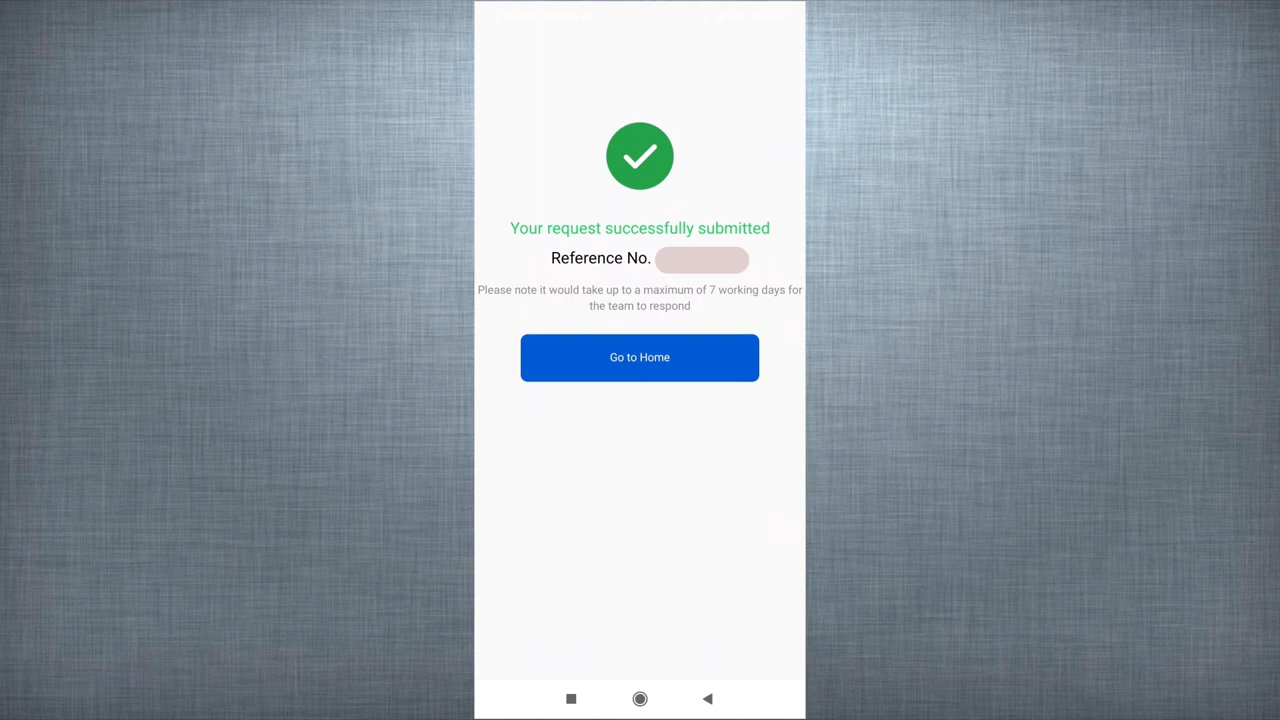 Your request successfully submitted
Reference No.
Please note it would take up to a maximum of 7 working days for
the team to respond
Go to Home